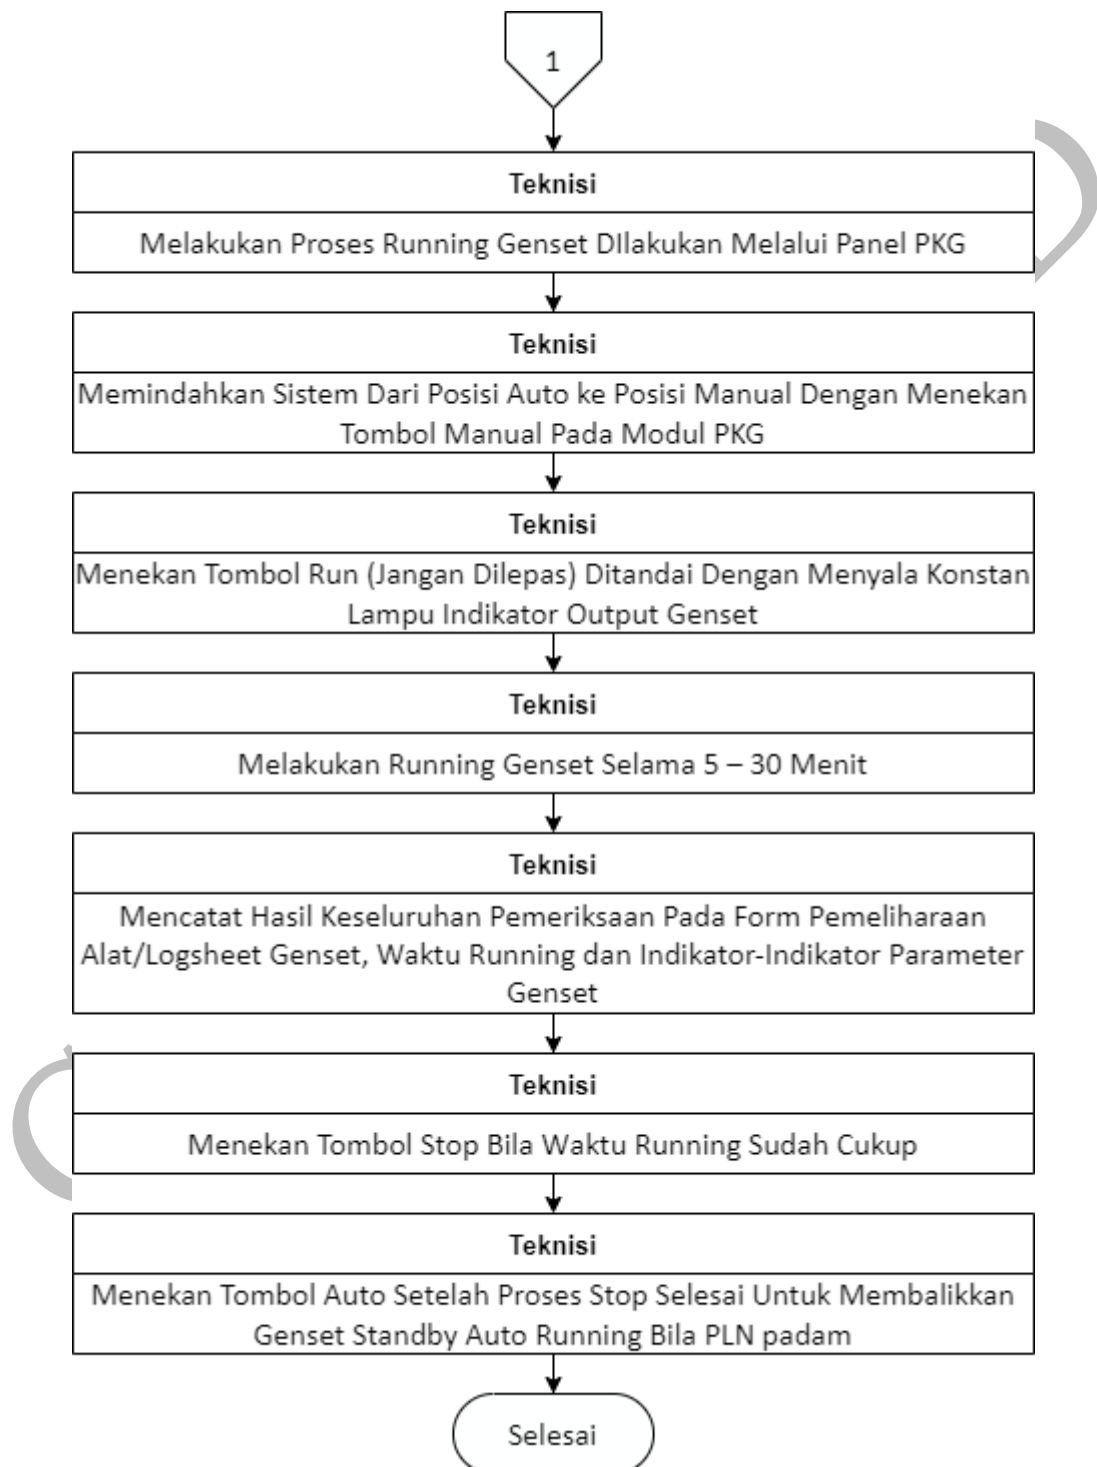 1
Teknisi
Melakukan Proses Running Genset DIlakukan Melalui Panel PKG
Teknisi
Memindahkan Sistem Dari Posisi Auto ke Posisi Manual Dengan Menekan
Tombol Manual Pada Modul PKG
Teknisi
Menekan Tombol Run (Jangan Dilepas) Ditandai Dengan Menyala Konstan
Lampu Indikator Output Genset
Teknisi
Melakukan Running Genset Selama 5 – 30 Menit
Teknisi
Mencatat Hasil Keseluruhan Pemeriksaan Pada Form Pemeliharaan
Alat/Logsheet Genset, Waktu Running dan Indikator-Indikator Parameter
Genset
Teknisi
Menekan Tombol Stop Bila Waktu Running Sudah Cukup
Teknisi
Menekan Tombol Auto Setelah Proses Stop Selesai Untuk Membalikkan
Genset Standby Auto Running Bila PLN padam
Selesai